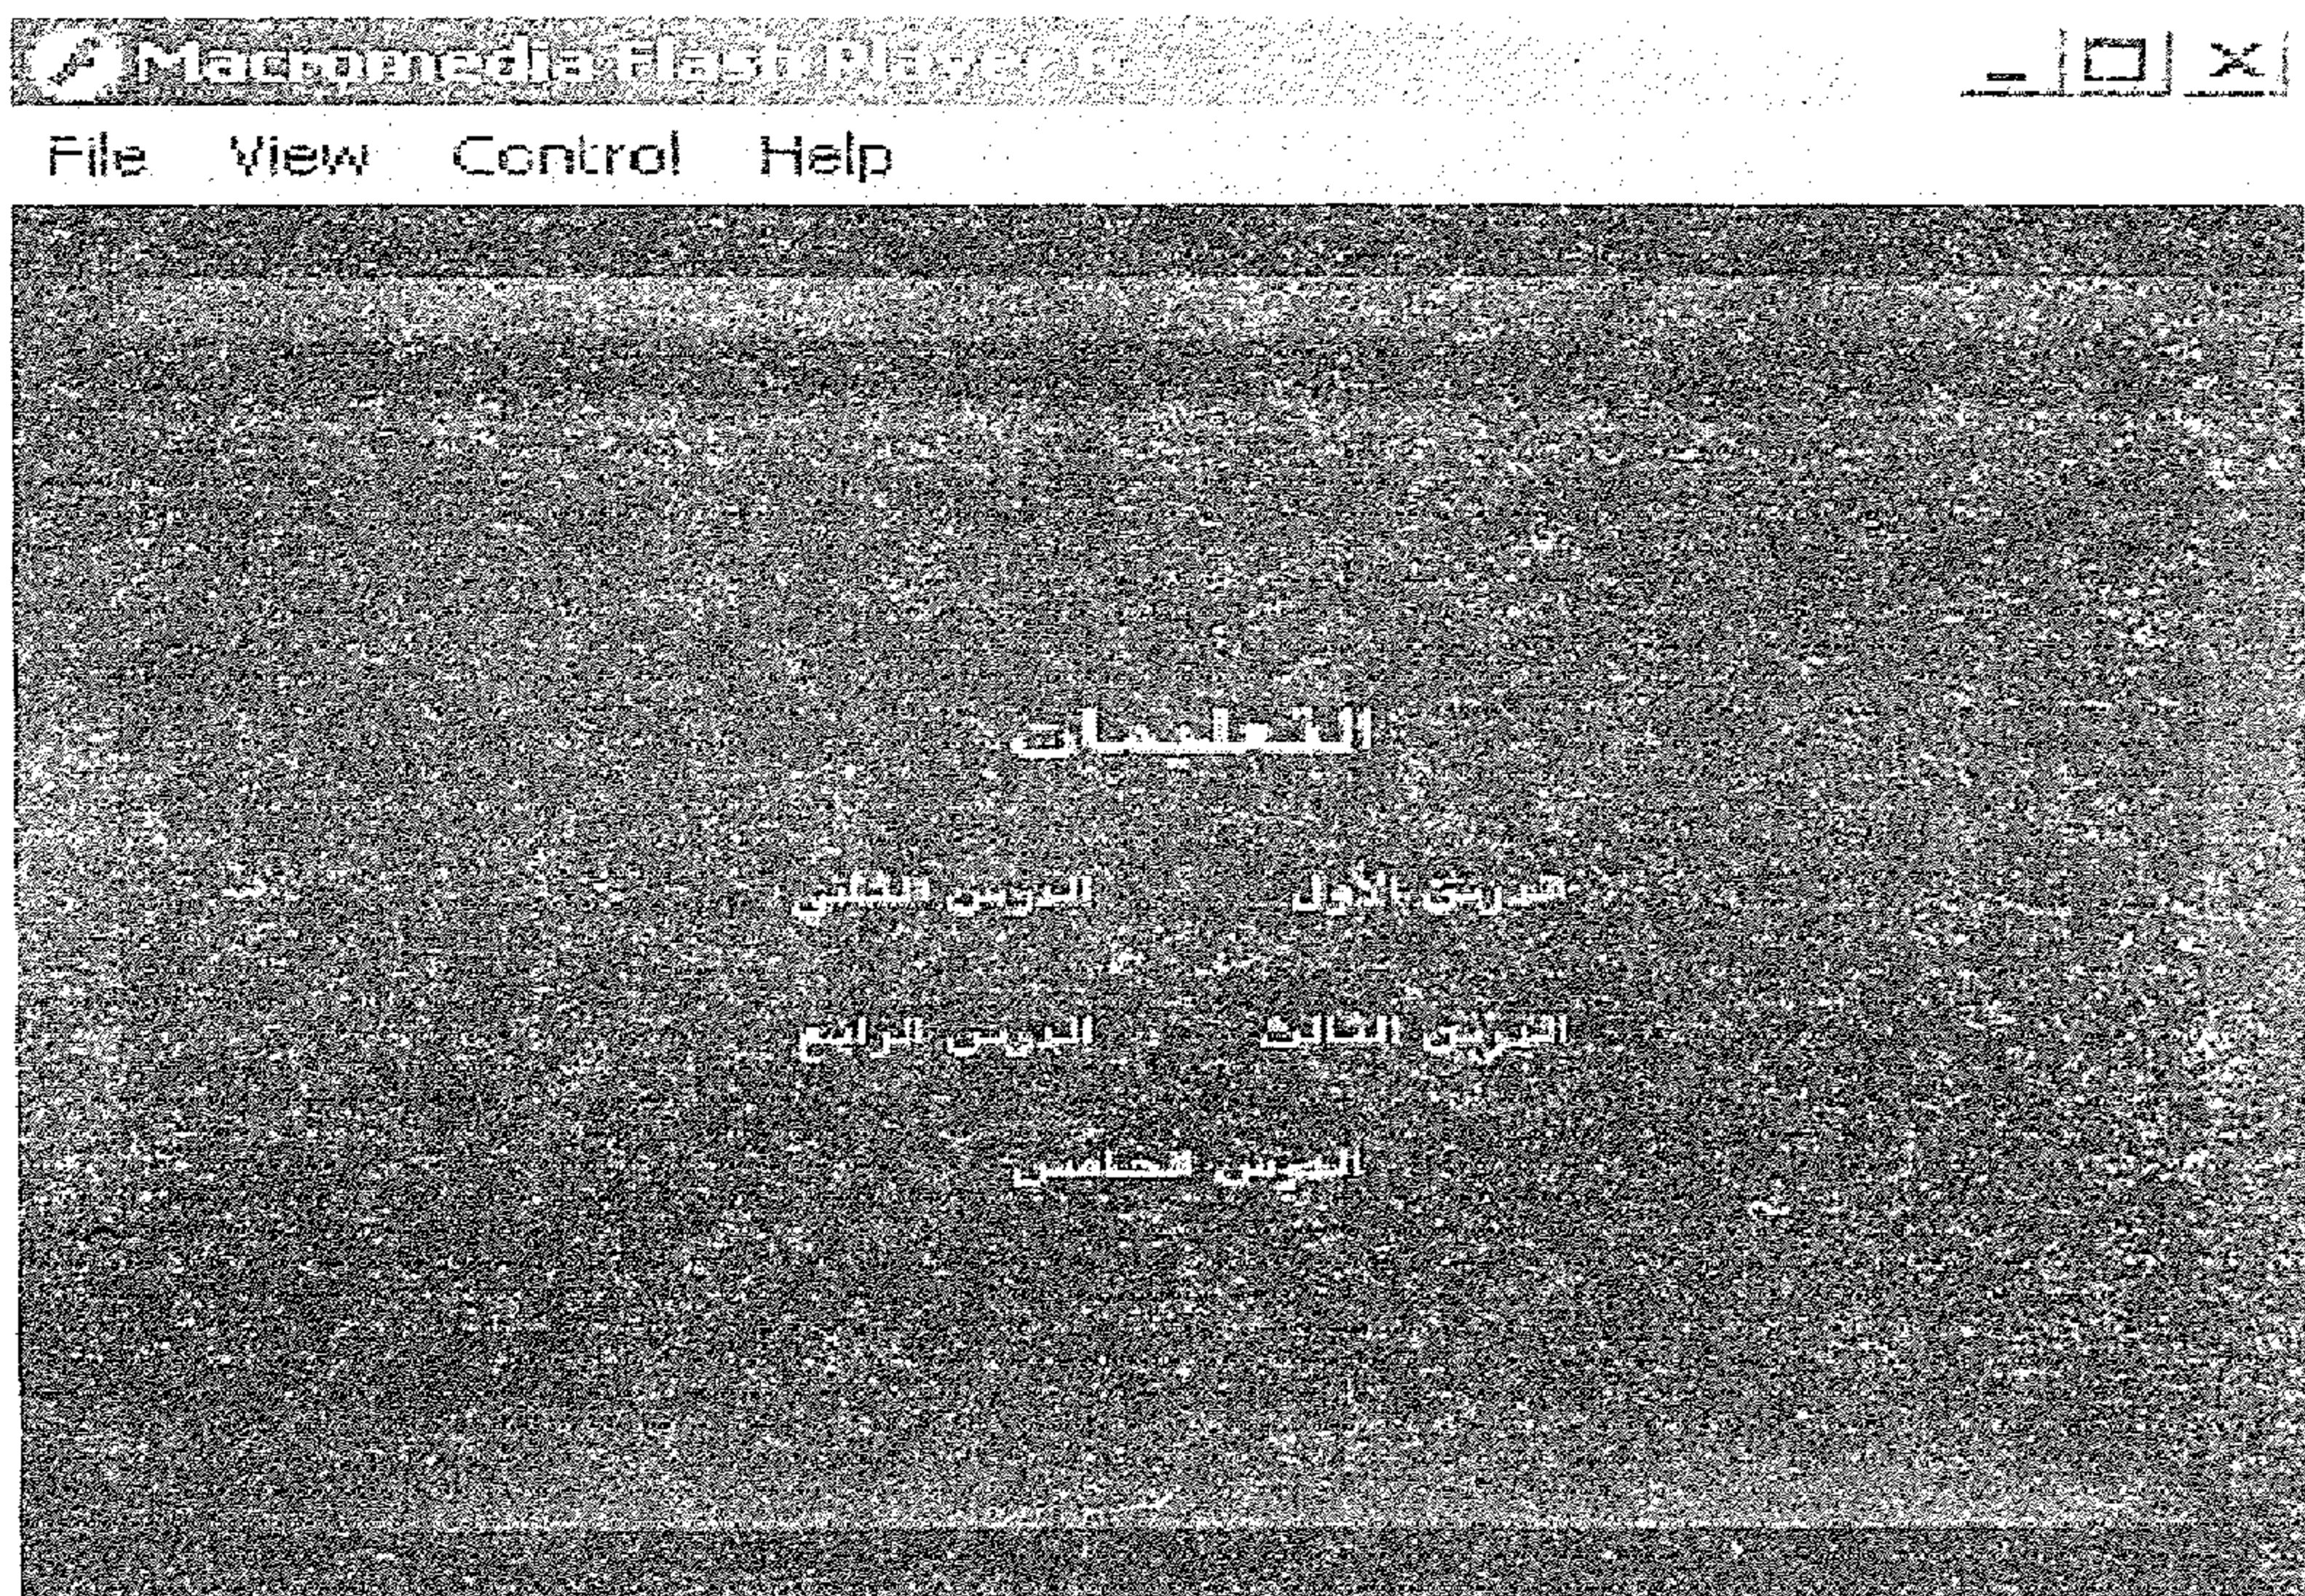 Macromedia Flash Player 6
File View Control Help
التعليمات
الدرس الأول الدرس الثاني
الدرس الثالث الدرس الرابع
الدرس الخامس